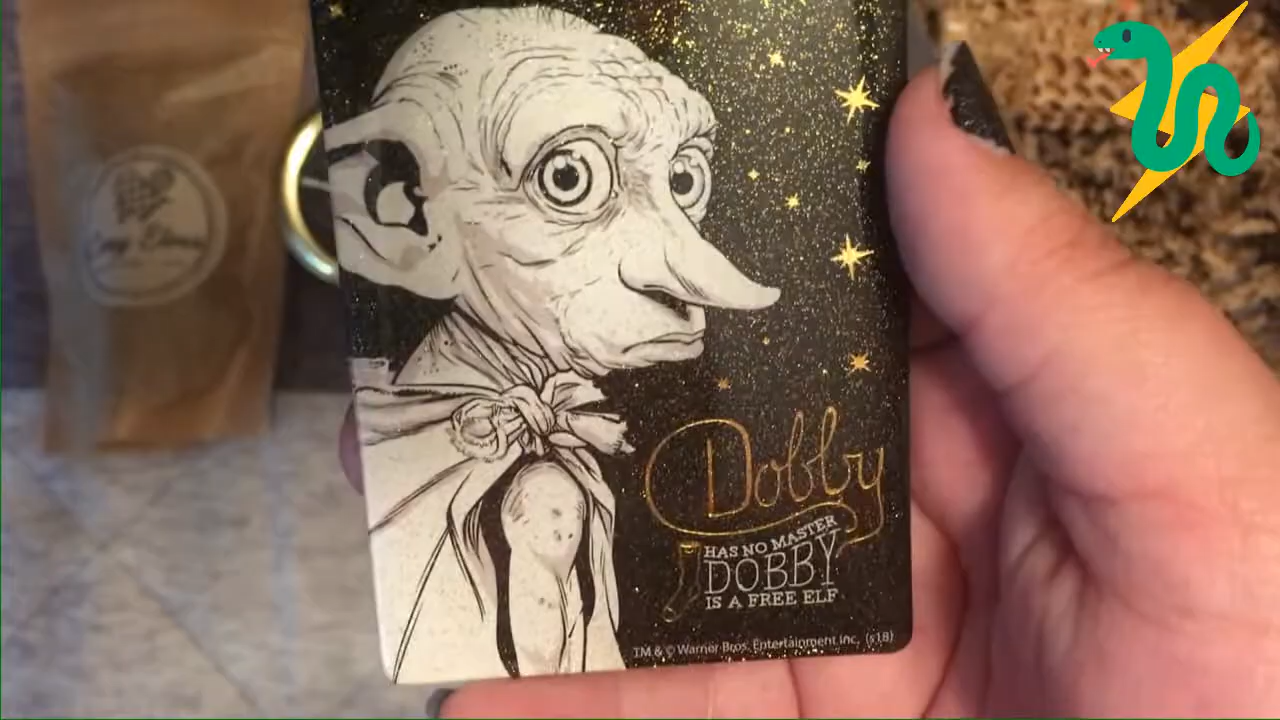 Dobby
HAS NO MASTER
DOBBY
IS A FREE ELF
TM & © Warner Bros. Entertainment Inc. (s18)